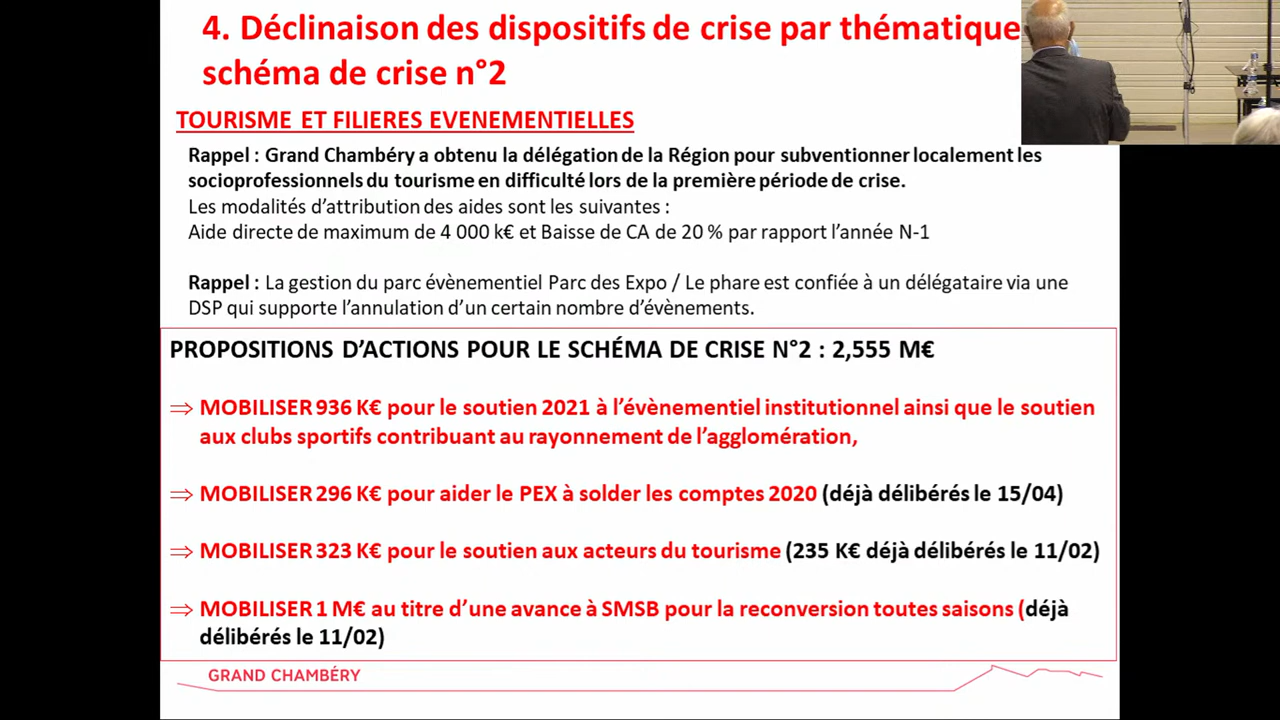 4. Déclinaison des dispositifs de crise par thématique
schéma de crise n°2
TOURISME ET FILIERES EVENEMENTIELLES
Rappel : Grand Chambéry a obtenu la délégation de la Région pour subventionner localement les
socioprofessionnels du tourisme en difficulté lors de la première période de crise.
Les modalités d'attribution des aides sont les suivantes :
Aide directe de maximum de 4 000 k€ et Baisse de CA de 20 % par rapport l'année N-1
Rappel : La gestion du parc évènementiel Parc des Expo / Le phare est confiée à un délégataire via une
DSP qui supporte l'annulation d'un certain nombre d'évènements.
PROPOSITIONS D'ACTIONS POUR LE SCHÉMA DE CRISE N°2 : 2,555 M€
⇒ MOBILISER 936 K€ pour le soutien 2021 à l'évènementiel institutionnel ainsi que le soutien
aux clubs sportifs contribuant au rayonnement de l'agglomération,
⇒ MOBILISER 296 K€ pour aider le PEX à solder les comptes 2020 (déjà délibérés le 15/04)
⇒ MOBILISER 323 K€ pour le soutien aux acteurs du tourisme (235 K€ déjà délibérés le 11/02)
⇒ MOBILISER 1 M€ au titre d'une avance à SMSB pour la reconversion toutes saisons (déjà
délibérés le 11/02)
GRAND CHAMBÉRY